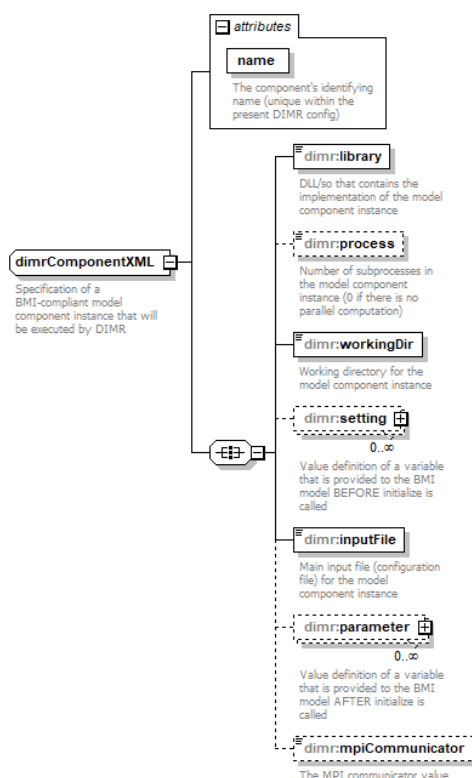 attributes
name
The component's identifying
name (unique within the
present DIMR config)
dimr:library
DLL/so that contains the
implementation of the model
component instance
dimr:process
Number of subprocesses in
the model component
instance (0 if there is no
parallel computation)
dimrComponentXML
Specification of a
BMI-compliant model
component instance that will
be executed by DIMR
dimr:workingDir
Working directory for the
model component instance
dimr:setting
0..∞
Value definition of a variable
that is provided to the BMI
model BEFORE initialize is
called
dimr:inputFile
Main input file (configuration
file) for the model
component instance
dimr:parameter
0..∞
Value definition of a variable
that is provided to the BMI
model AFTER initialize is
called
dimr:mpiCommunicator
The MPI communicator value